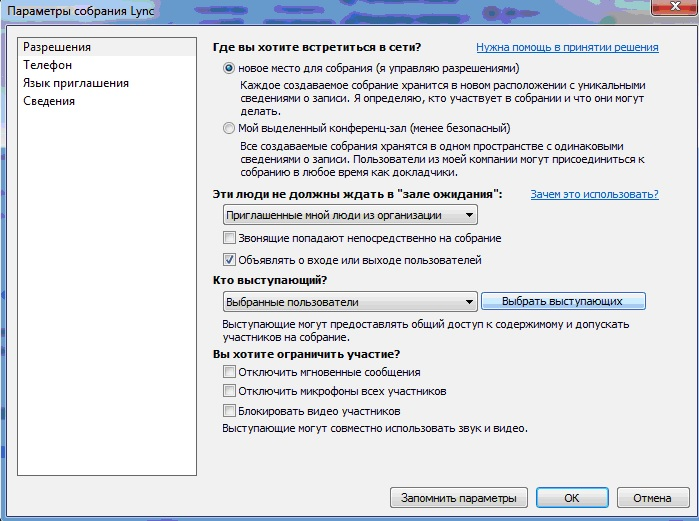 Параметры собрания Lync
Разрешения
Телефон
Язык приглашения
Сведения
Где вы хотите встретиться в сети?
Нужна помощь в принятии решения
новое место для собрания (я управляю разрешениями)
Каждое создаваемое собрание хранится в новом расположении с уникальными
сведениями о записи. Я определяю, кто участвует в собрании и что они могут
делать.
Мой выделенный конференц-зал (менее безопасный)
Все создаваемые собрания хранятся в одном пространстве с одинаковыми
сведениями о записи. Пользователи из моей компании могут присоединиться к
собранию в любое время как докладчики.
Эти люди не должны ждать в "зале ожидания":
Зачем это использовать?
Приглашенные мной люди из организации
Звонящие попадают непосредственно на собрание
Объявлять о входе или выходе пользователей
Кто выступающий?
Выбранные пользователи
Выбрать выступающих
Выступающие могут предоставлять общий доступ к содержимому и допускать
участников на собрание.
Вы хотите ограничить участие?
Отключить мгновенные сообщения
Отключить микрофоны всех участников
Блокировать видео участников
Выступающие могут совместно использовать звук и видео.
Запомнить параметры
OK
Отмена